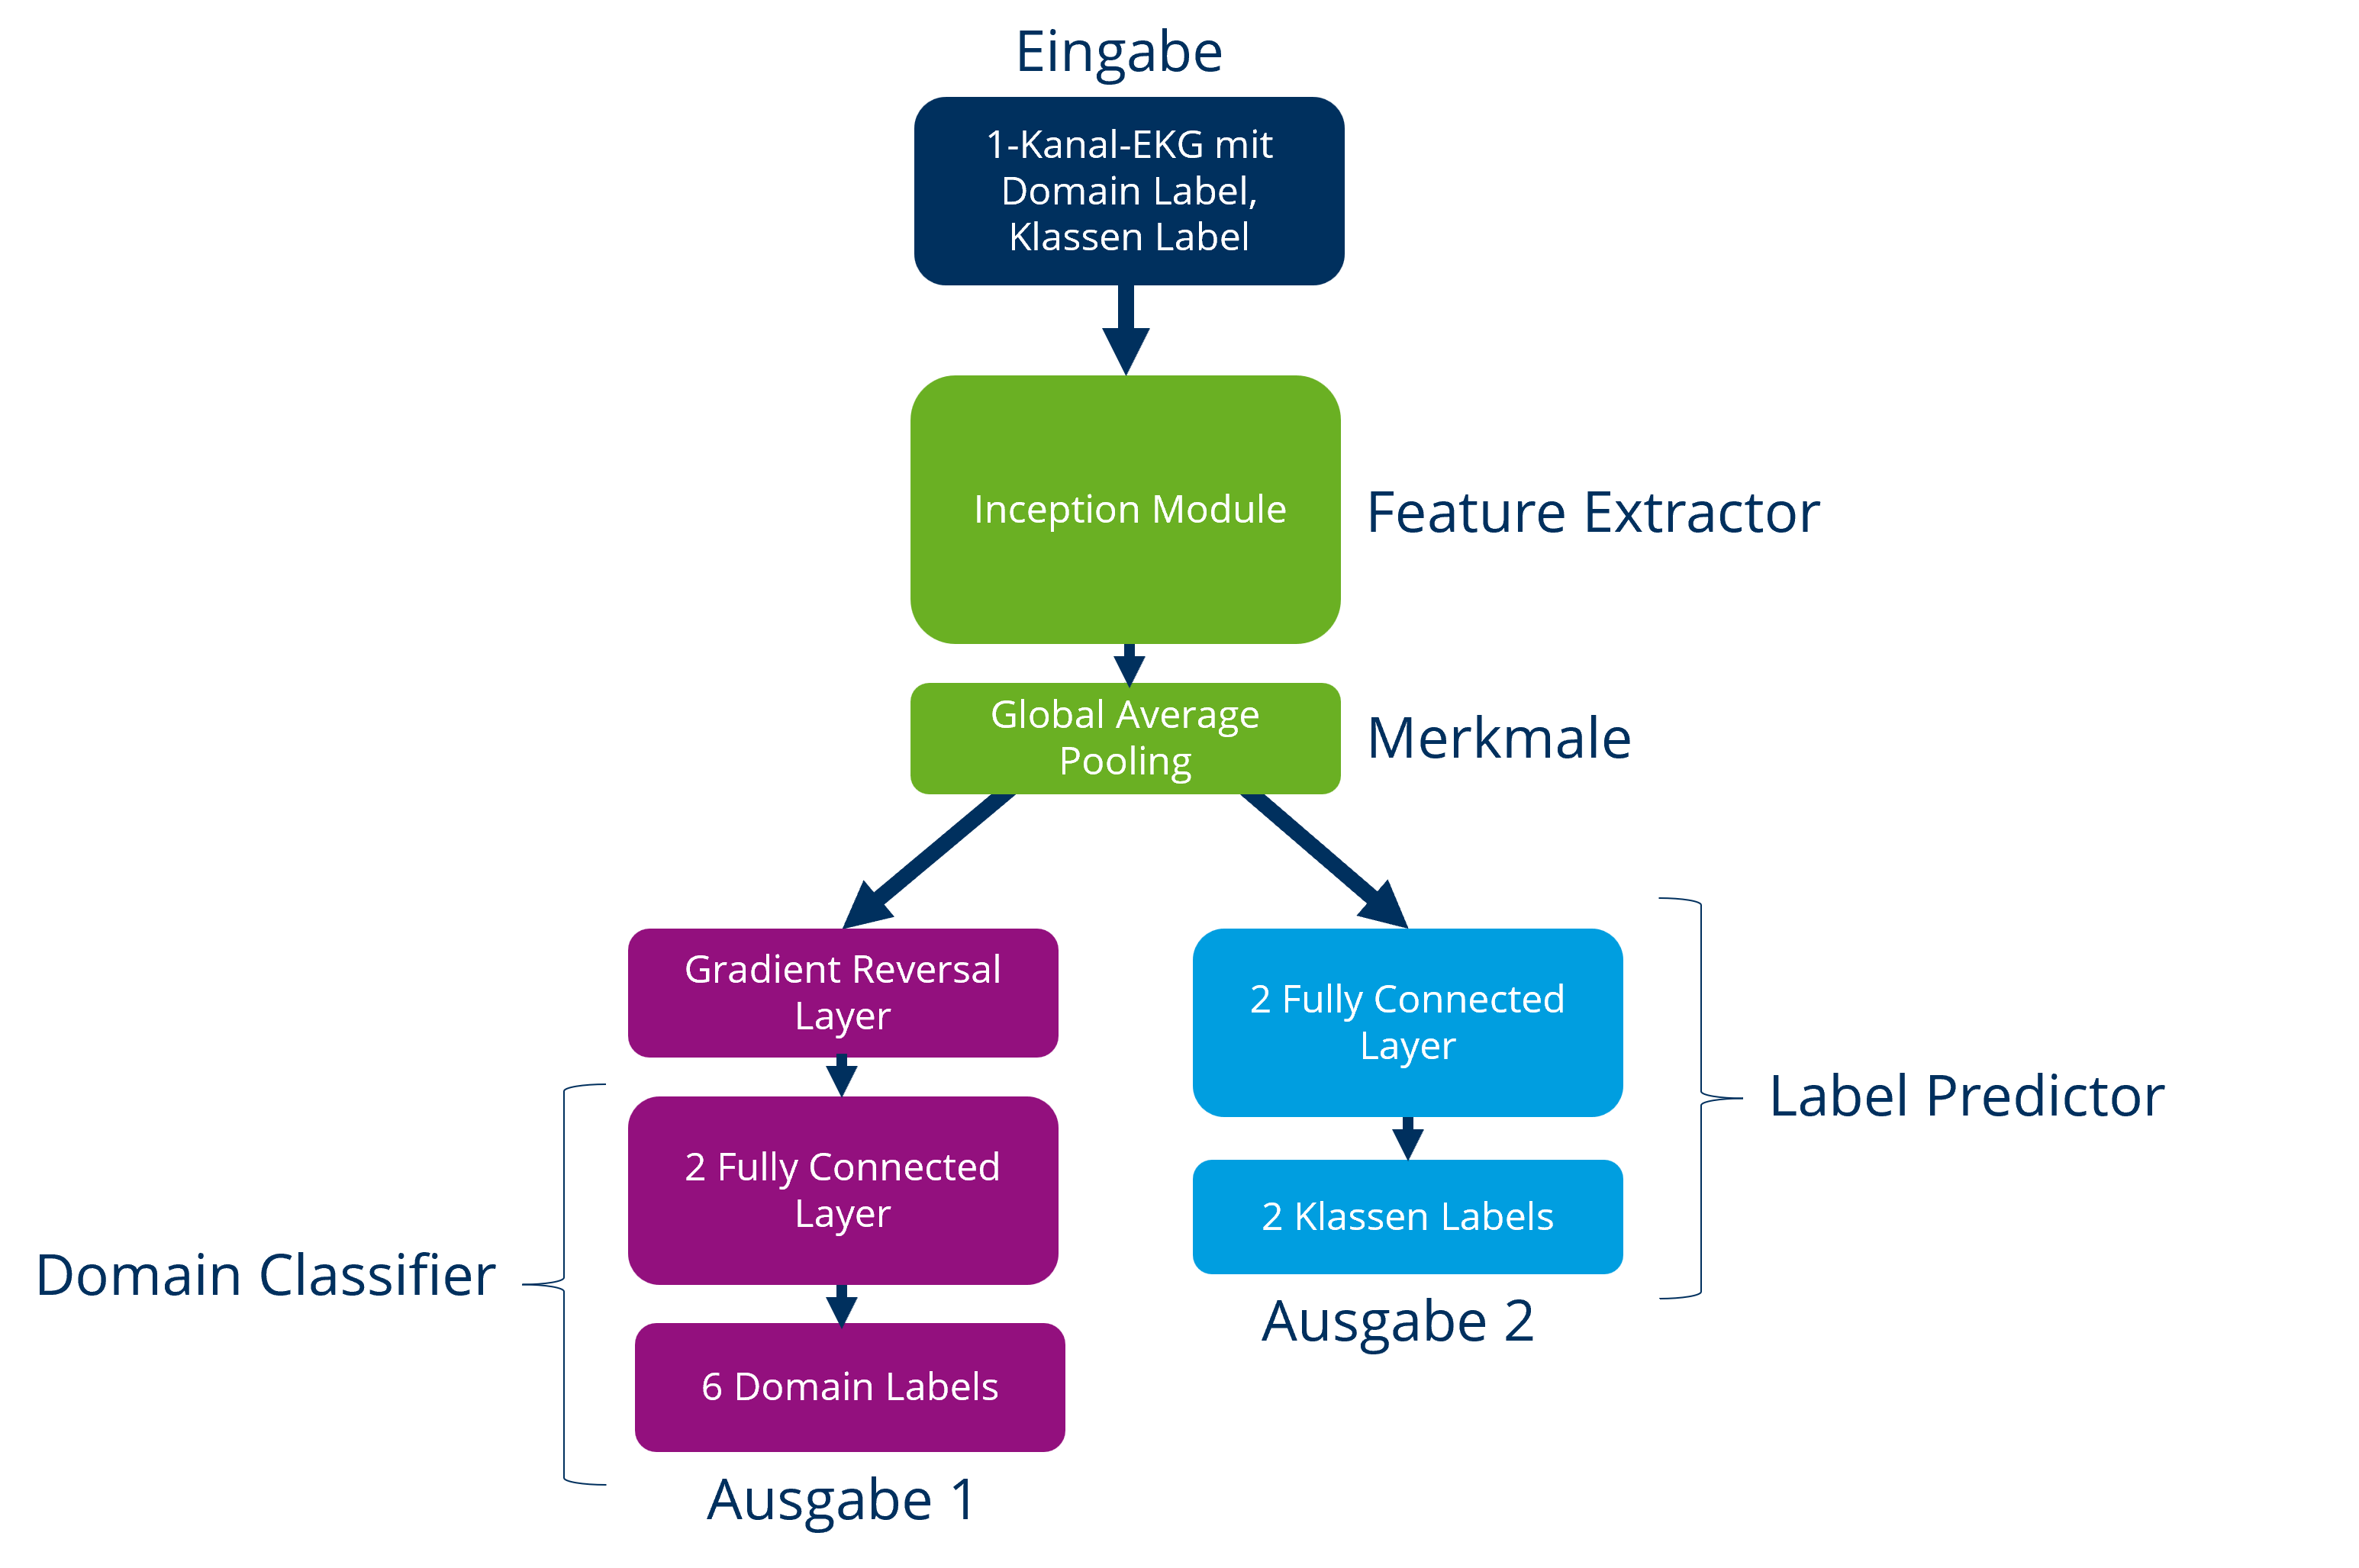 Eingabe
1-Kanal-EKG mit
Domain Label,
Klassen Label
Inception Module
Feature Extractor
Global Average
Pooling
Merkmale
Gradient Reversal
Layer
2 Fully Connected
Layer
6 Domain Labels
Domain Classifier
Ausgabe 1
2 Fully Connected
Layer
2 Klassen Labels
Label Predictor
Ausgabe 2